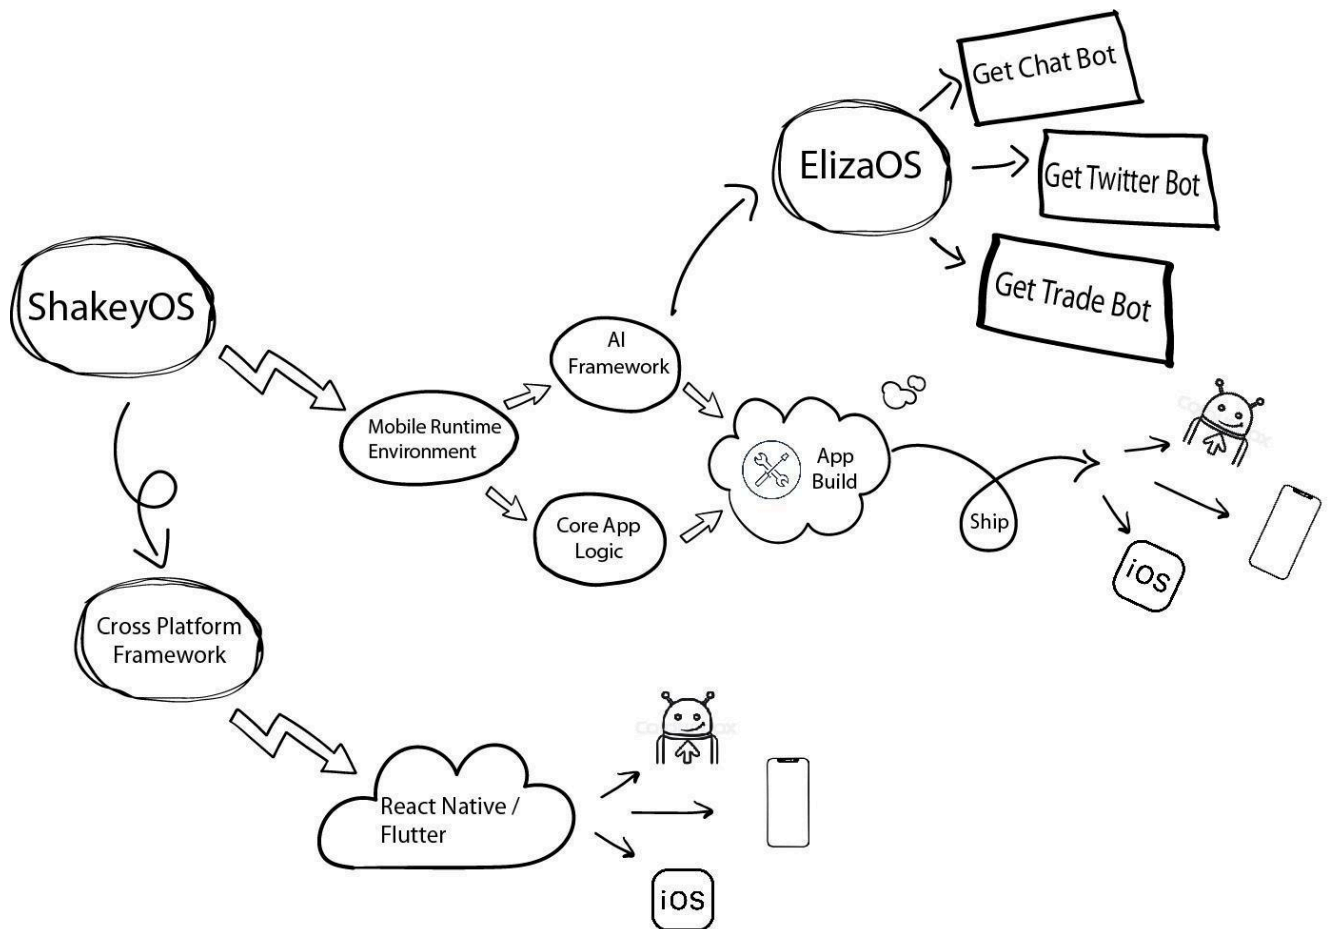 Get Chat Bot
ElizaOS
Get Twitter Bot
Get Trade Bot
ShakeyOS
AI
Framework
Mobile Runtime
Environment
App
Build
Core App
Logic
Ship
iOS
Cross Platform
Framework
React Native /
Flutter
iOS